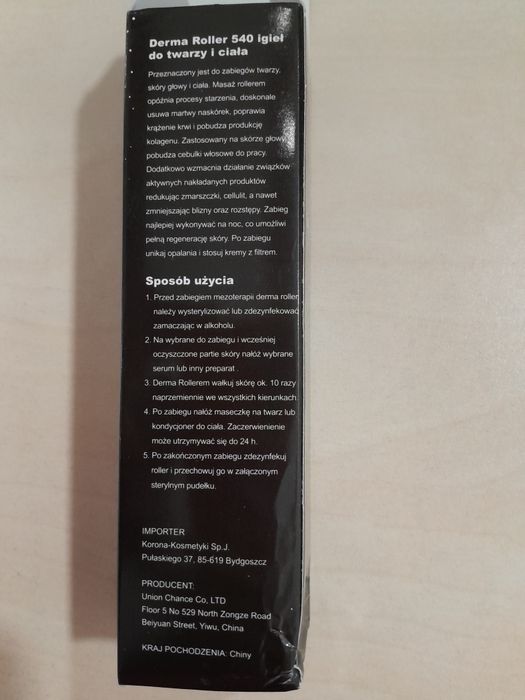 Derma Roller 540 igieł
do twarzy i ciała
Przeznaczony jest do zabiegów twarzy,
skóry głowy i ciała. Masaż rollerem
opóźnia procesy starzenia, doskonale
usuwa martwy naskórek, poprawia
krążenie krwi i pobudza produkcję
kolagenu. Zastosowany na skórze głowy
pobudza cebulki włosowe do pracy.
Dodatkowo wzmacnia działanie związków
aktywnych nakładanych produktów
redukując zmarszczki, cellulit, a nawet
zmniejszając blizny oraz rozstępy. Zabieg
najlepiej wykonywać na noc, co umożliwi
pełną regenerację skóry. Po zabiegu
unikaj opalania i stosuj kremy z filtrem.
Sposób użycia
1. Przed zabiegiem mezoterapii derma roller
należy wysterylizować lub zdezynfekować
zamaczając w alkoholu.
2. Na wybrane do zabiegu i wcześniej
oczyszczone partie skóry nałóż wybrane
serum lub inny preparat .
3. Derma Rollerem wałkuj skórę ok. 10 razy
naprzemiennie we wszystkich kierunkach.
4. Po zabiegu nałóż maseczkę na twarz lub
kondycjoner do ciała. Zaczerwienienie
może utrzymywać się do 24 h.
5. Po zakończonym zabiegu zdezynfekuj
roller i przechowuj go w załączonym
sterylnym pudełku.
IMPORTER
Korona-Kosmetyki Sp.J.
Pułaskiego 37, 85-619 Bydgoszcz
PRODUCENT:
Union Chance Co, LTD
Floor 5 No 529 North Zongze Road
Beiyuan Street, Yiwu, China
KRAJ POCHODZENIA: Chiny